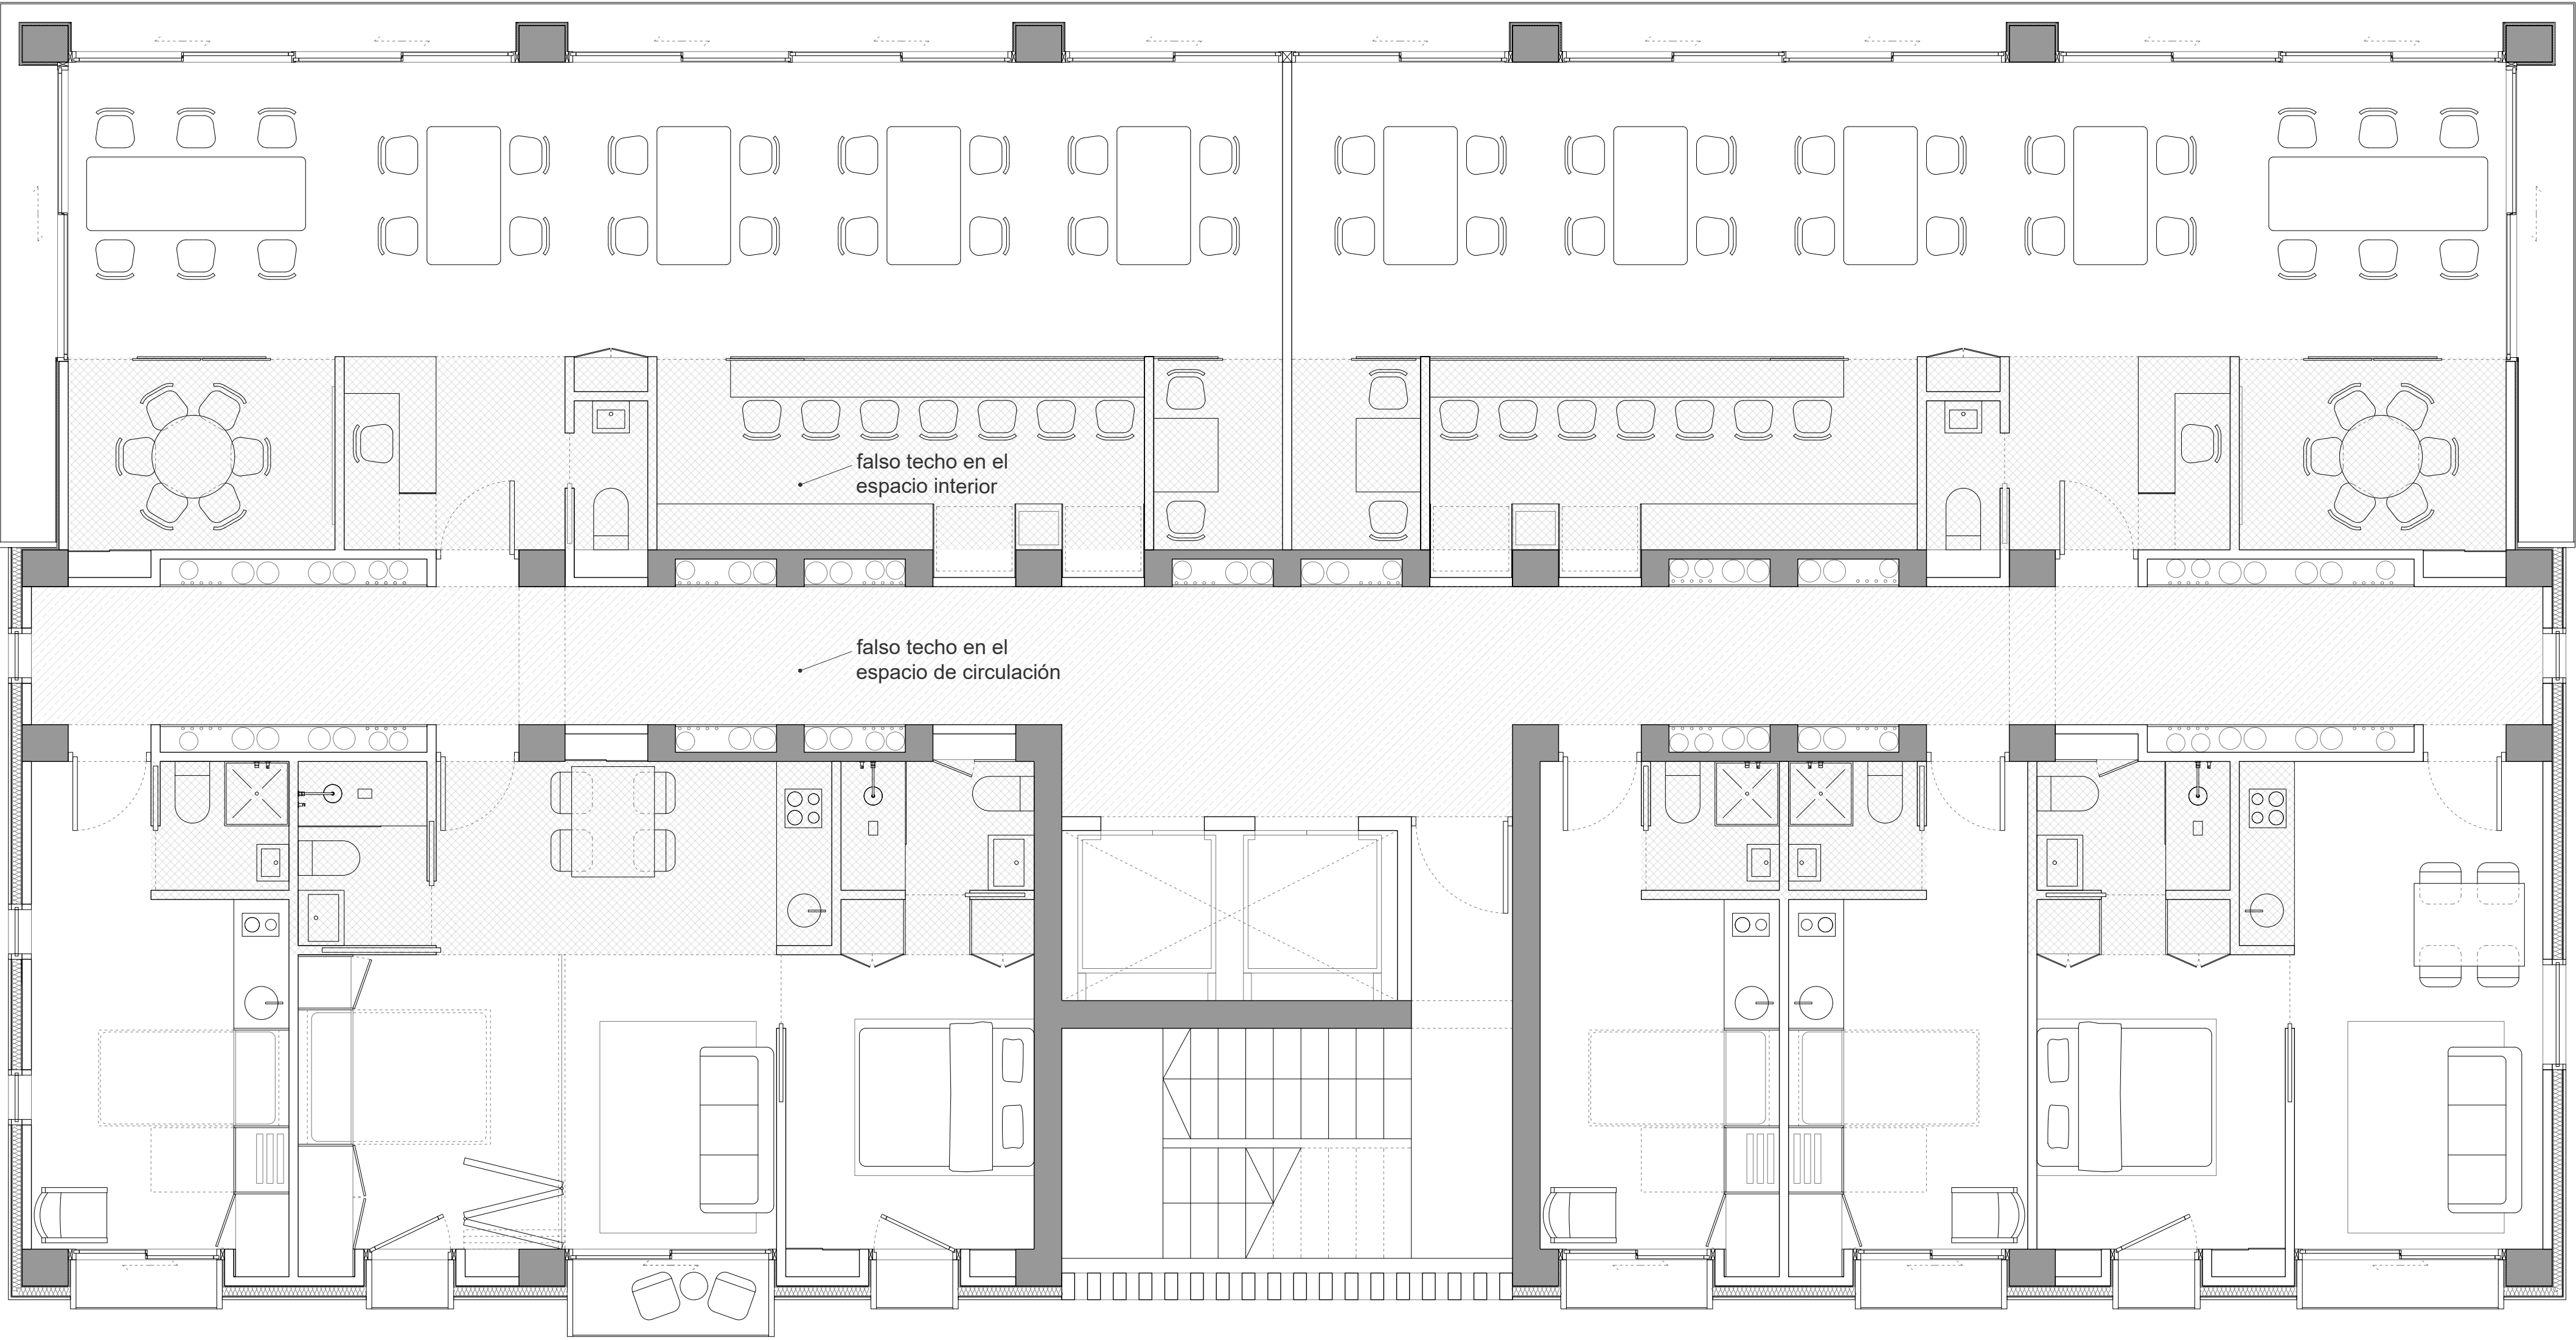 falso techo en el
espacio interior
falso techo en el
espacio de circulación